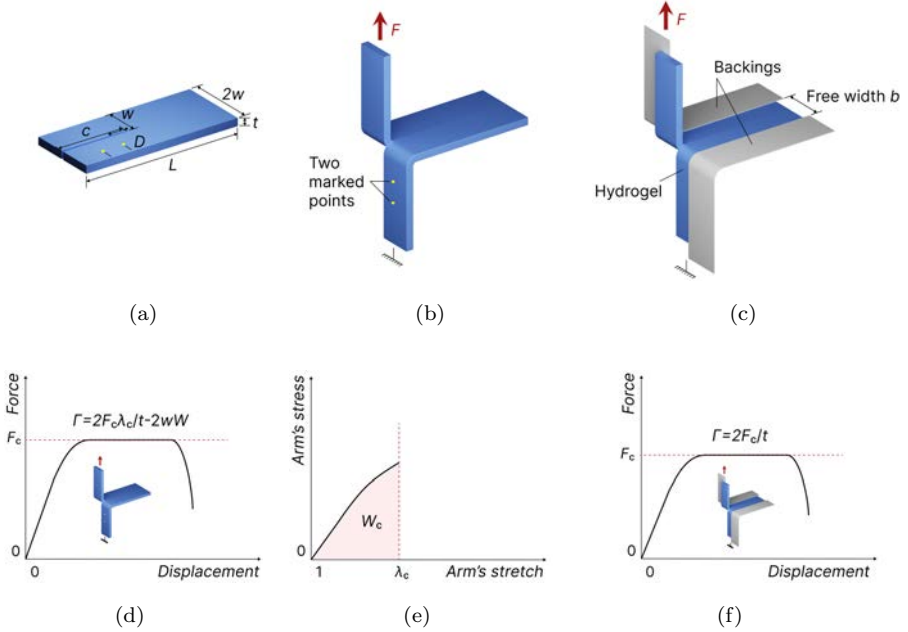 F
F
2w
w
c
t
D
L
Two
marked
points
Backings
Free width b
Hydrogel
(a)
(b)
(c)
Force
Γ=2F_cλ_c/t-2wW
F_c
0
0
Displacement
Arm's stress
W_c
1
λ_c
Arm's stretch
Force
Γ=2F_c/t
F_c
0
0
Displacement
(d)
(e)
(f)